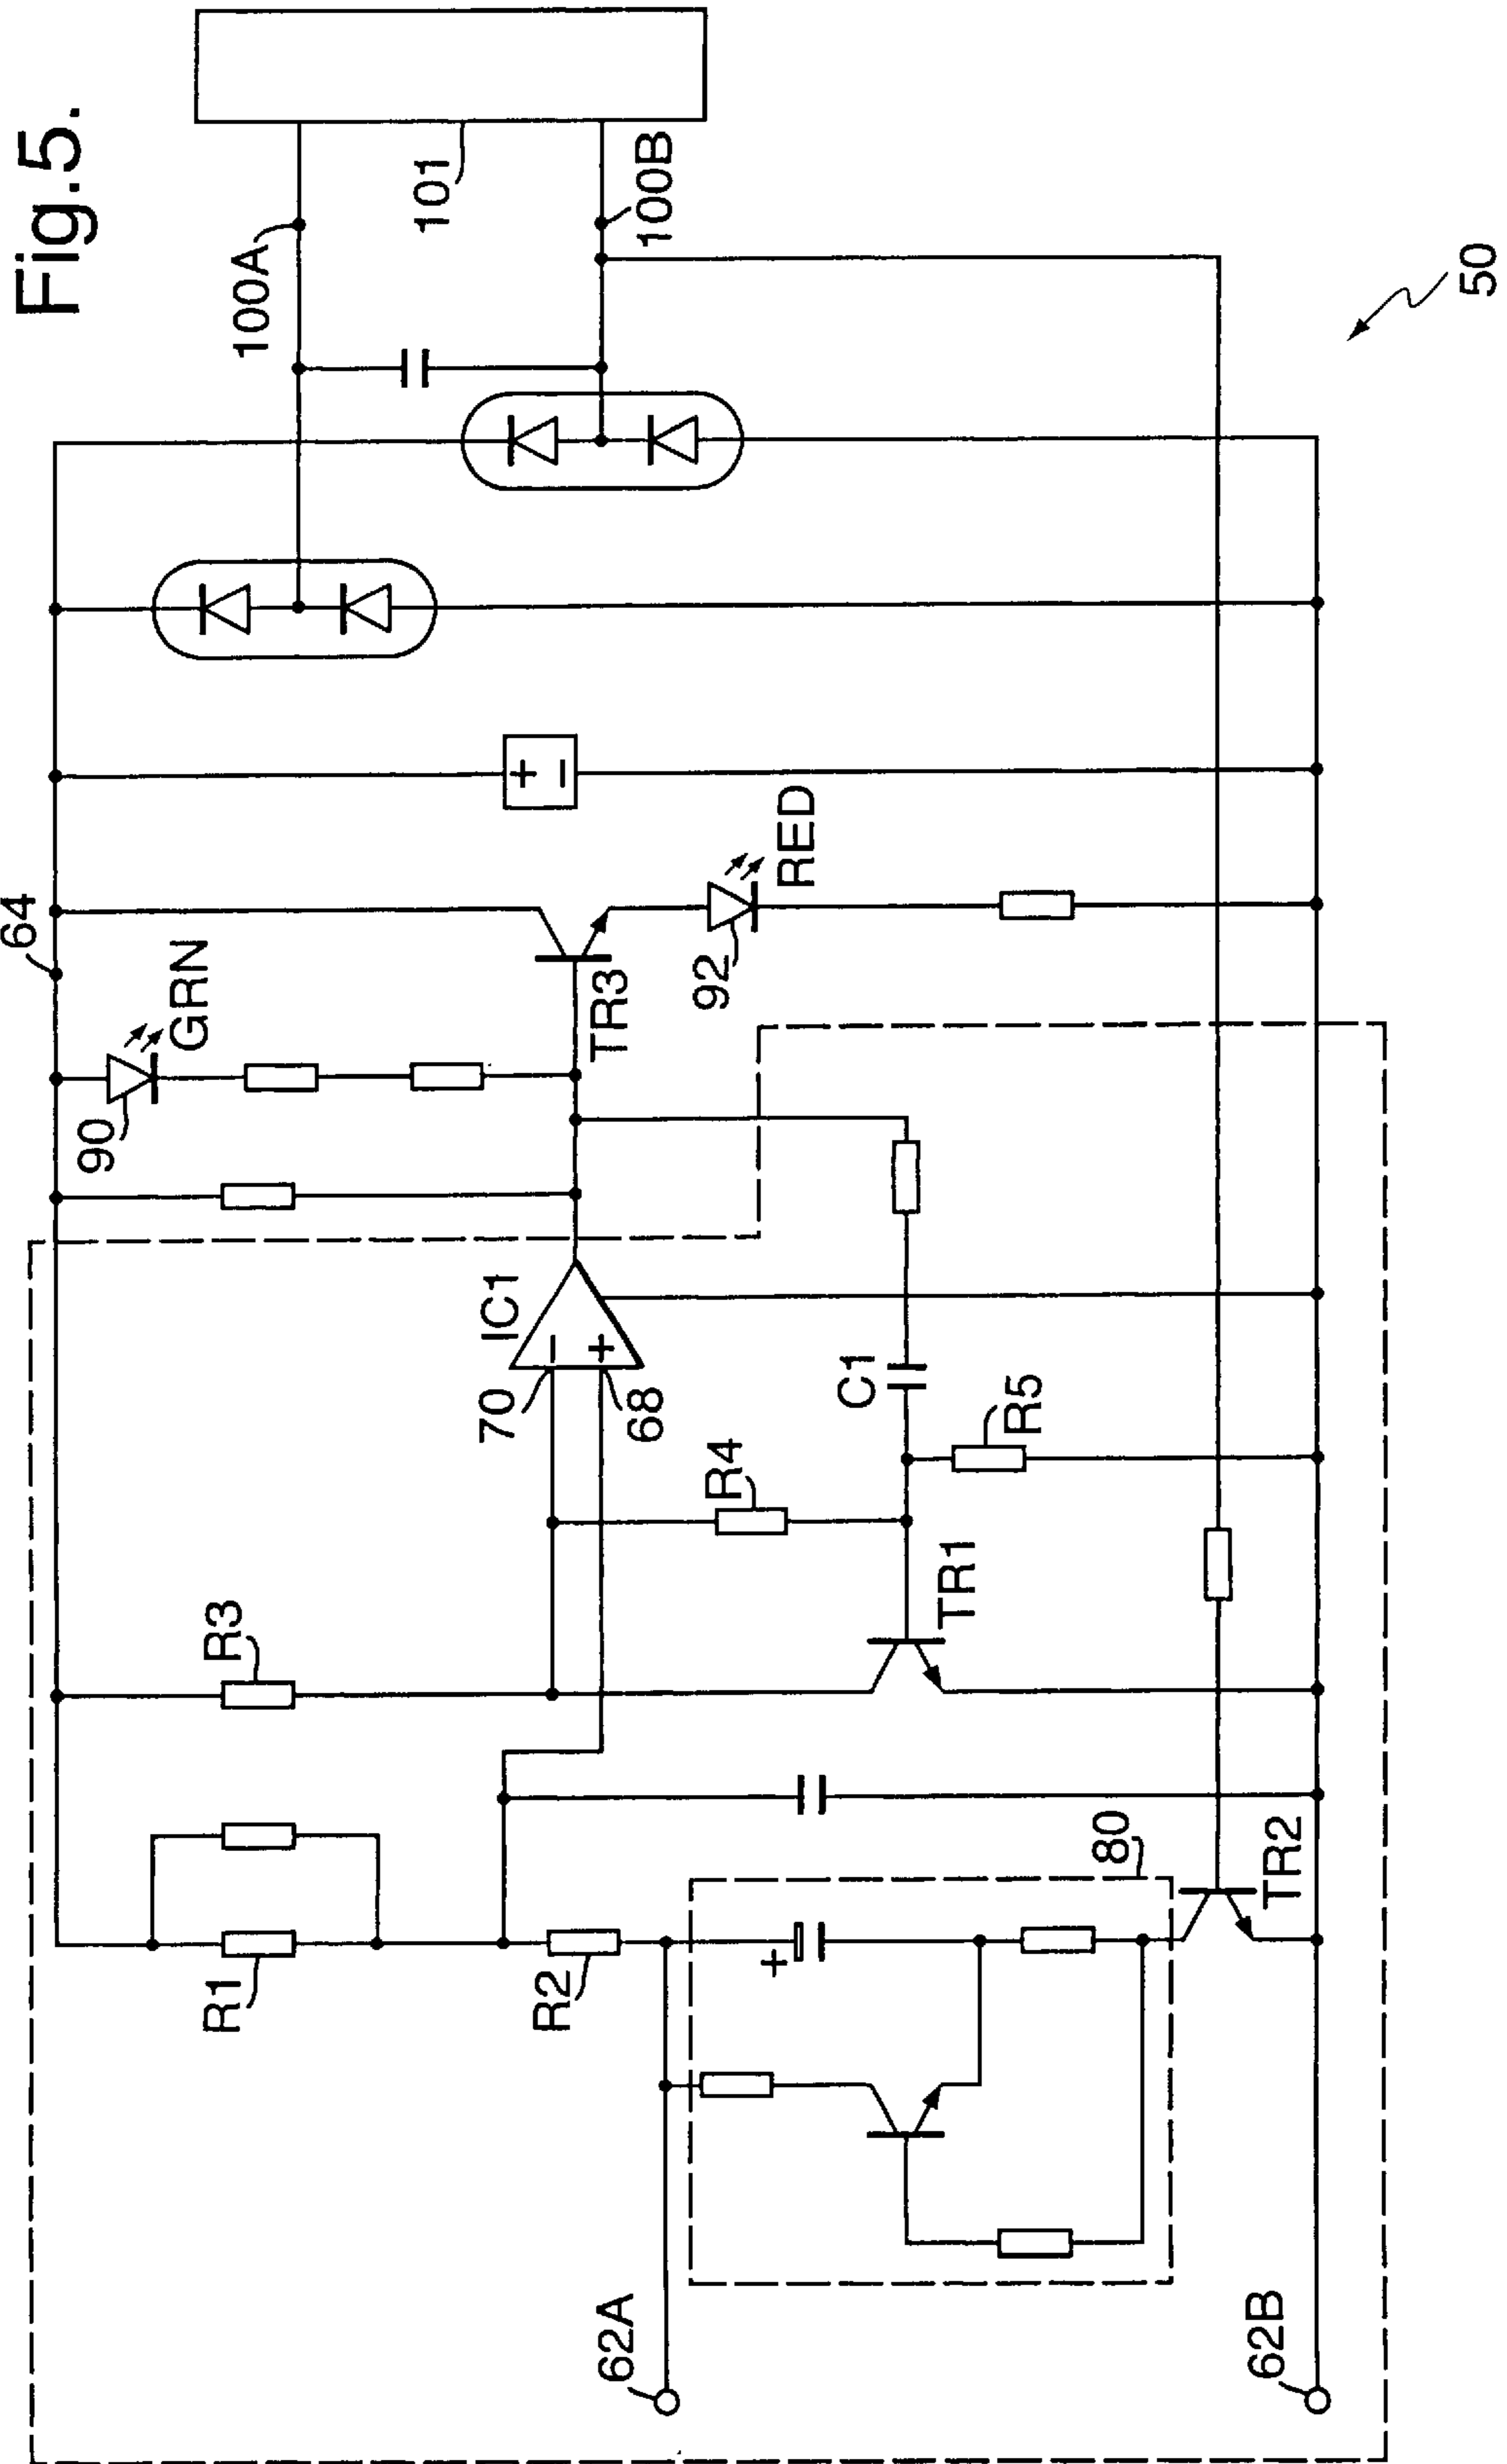 Fig.5.
101
100A
100B
50
64
GRN
90
RED
92
TR3
IC1
70
68
C1
R5
R4
R3
TR1
80
TR2
R1
R2
62A
62B
+
−
−
+
+